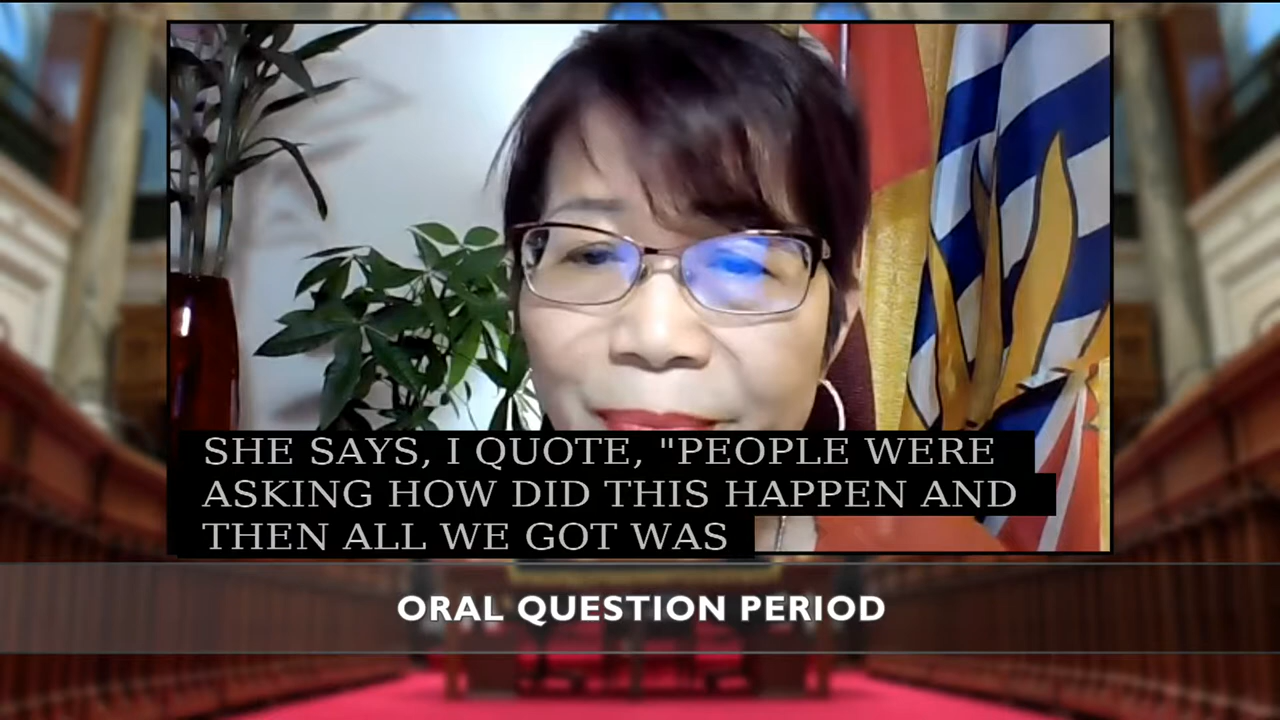 SHE SAYS, I QUOTE, "PEOPLE WERE
ASKING HOW DID THIS HAPPEN AND
THEN ALL WE GOT WAS
ORAL QUESTION PERIOD